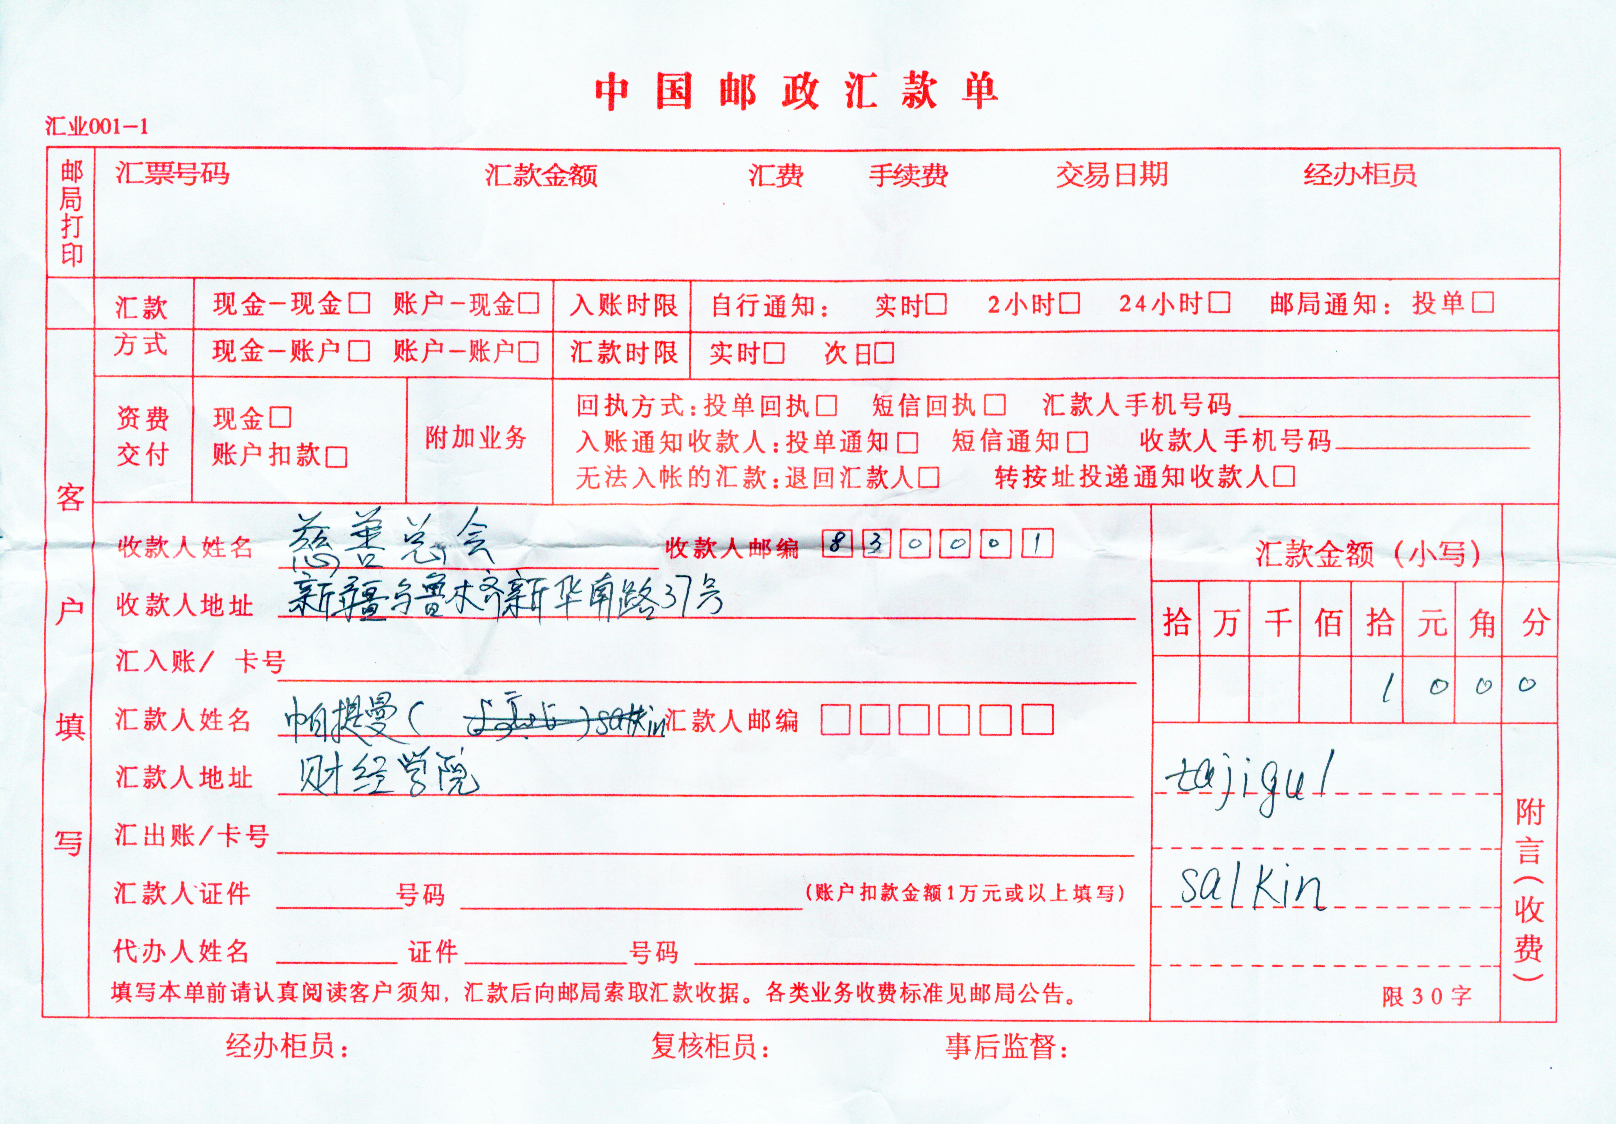 中国邮政汇款单
汇业001-1
邮局打印
汇票号码 汇款金额 汇费 手续费 交易日期 经办柜员
汇款方式
现金-现金□ 账户-现金□ 入账时限 自行通知: 实时□ 2小时□ 24小时□ 邮局通知: 投单□
现金-账户□ 账户-账户□ 汇款时限 实时□ 次日□
资费交付 现金□ 账户扣款□
附加业务
回执方式:投单回执□ 短信回执□ 汇款人手机号码
入账通知收款人:投单通知□ 短信通知□ 收款人手机号码
无法入帐的汇款:退回汇款人□ 转按址投递通知收款人□
客户填写
收款人姓名 慈善总会 收款人邮编 830001
收款人地址 新疆乌鲁木齐新华南路37号
汇入账/卡号
汇款人姓名 帕提曼( )salkin 汇款人邮编
汇款人地址 财经学院
汇出账/卡号
汇款人证件 号码 (账户扣款金额1万元或以上填写)
代办人姓名 证件 号码
填写本单前请认真阅读客户须知,汇款后向邮局索取汇款收据。各类业务收费标准见邮局公告。
汇款金额(小写)
拾 万 千 佰 拾 元 角 分
1 0 0 0
tajigul
salkin
附言(收费)
限30字
经办柜员: 复核柜员: 事后监督: